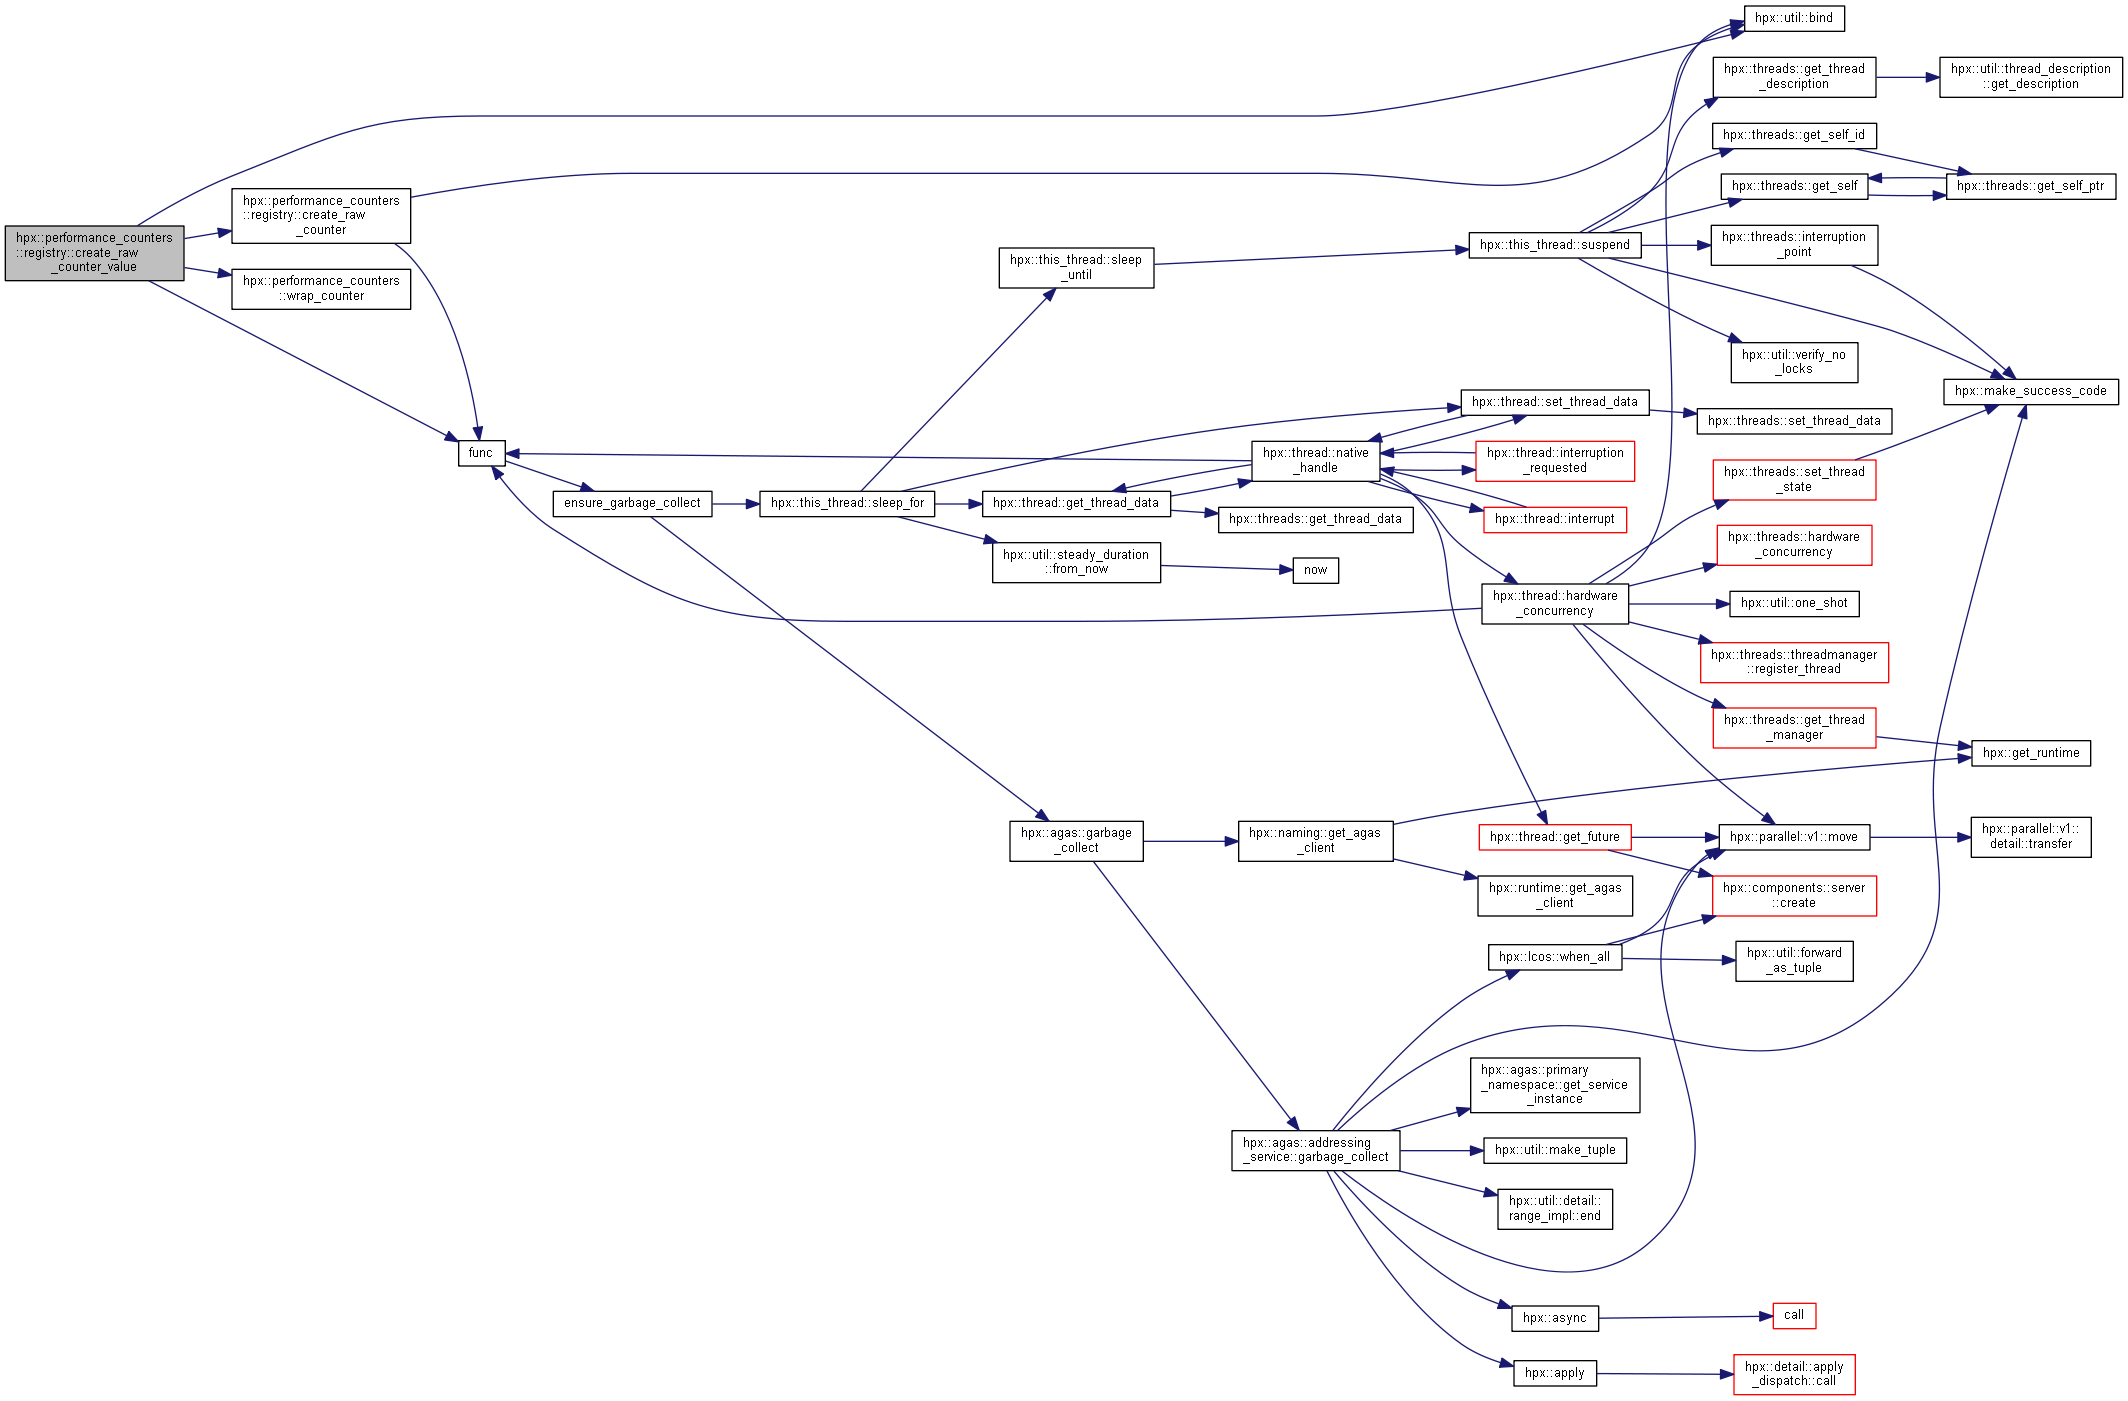 hpx::performance_counters
::registry::create_raw
_counter_value
hpx::performance_counters
::registry::create_raw
_counter
hpx::performance_counters
::wrap_counter
func
ensure_garbage_collect
hpx::this_thread::sleep_for
hpx::this_thread::sleep
_until
hpx::thread::get_thread_data
hpx::util::steady_duration
::from_now
hpx::agas::garbage
_collect
hpx::thread::native
_handle
hpx::threads::get_thread_data
now
hpx::naming::get_agas
_client
hpx::agas::addressing
_service::garbage_collect
hpx::this_thread::suspend
hpx::thread::set_thread_data
hpx::thread::interruption
_requested
hpx::thread::interrupt
hpx::thread::hardware
_concurrency
hpx::thread::get_future
hpx::runtime::get_agas
_client
hpx::lcos::when_all
hpx::agas::primary
_namespace::get_service
_instance
hpx::util::make_tuple
hpx::util::detail::
range_impl::end
hpx::async
hpx::apply
hpx::util::bind
hpx::threads::get_thread
_description
hpx::threads::get_self_id
hpx::threads::get_self
hpx::threads::interruption
_point
hpx::util::verify_no
_locks
hpx::threads::set_thread_data
hpx::threads::set_thread
_state
hpx::threads::hardware
_concurrency
hpx::util::one_shot
hpx::threads::threadmanager
::register_thread
hpx::threads::get_thread
_manager
hpx::parallel::v1::move
hpx::components::server
::create
hpx::util::forward
_as_tuple
call
hpx::detail::apply
_dispatch::call
hpx::util::thread_description
::get_description
hpx::threads::get_self_ptr
hpx::make_success_code
hpx::get_runtime
hpx::parallel::v1::
detail::transfer